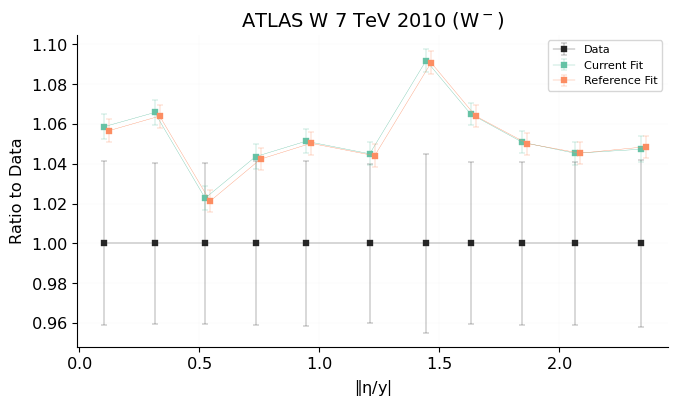 ATLAS W 7 TeV 2010 (W⁻)
Ratio to Data
1.10
1.08
1.06
1.04
1.02
1.00
0.98
0.96
Data
Current Fit
Reference Fit
0.0
0.5
1.0
1.5
2.0
‖η/y|